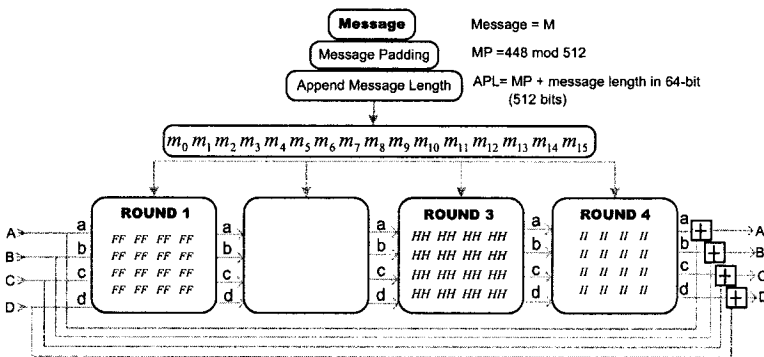 Message
Message = M
Message Padding
MP =448 mod 512
Append Message Length
APL= MP + message length in 64-bit
(512 bits)
m0 m1 m2 m3 m4 m5 m6 m7 m8 m9 m10 m11 m12 m13 m14 m15
ROUND 1
ROUND 3
ROUND 4
A
B
C
D
a
b
c
d
FF FF FF FF
FF FF FF FF
FF FF FF FF
FF FF FF FF
a
b
c
d
a
b
c
d
HH HH HH HH
HH HH HH HH
HH HH HH HH
HH HH HH HH
a
b
c
d
II II II II
II II II II
II II II II
II II II II
a
b
c
d
+
+
+
+
A
B
C
D